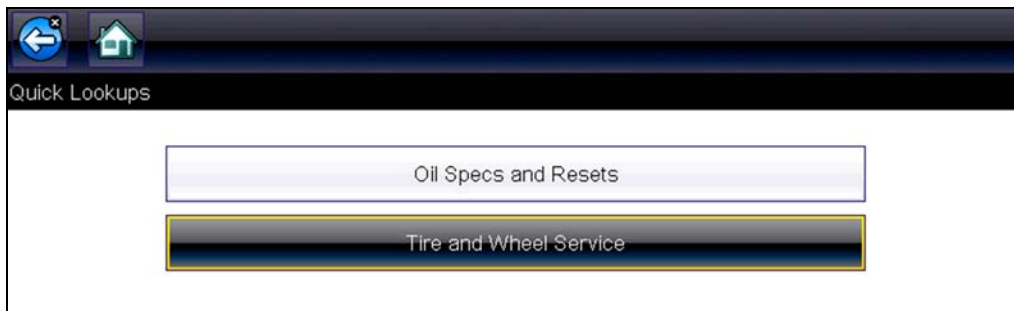 Quick Lookups
Oil Specs and Resets
Tire and Wheel Service